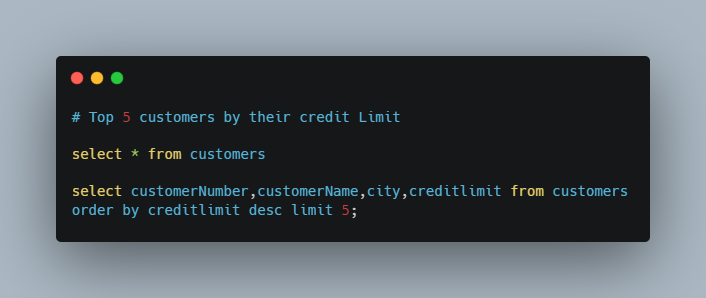 # Top 5 customers by their credit Limit
select * from customers
select customerNumber,customerName,city,creditlimit from customers
order by creditlimit desc limit 5;